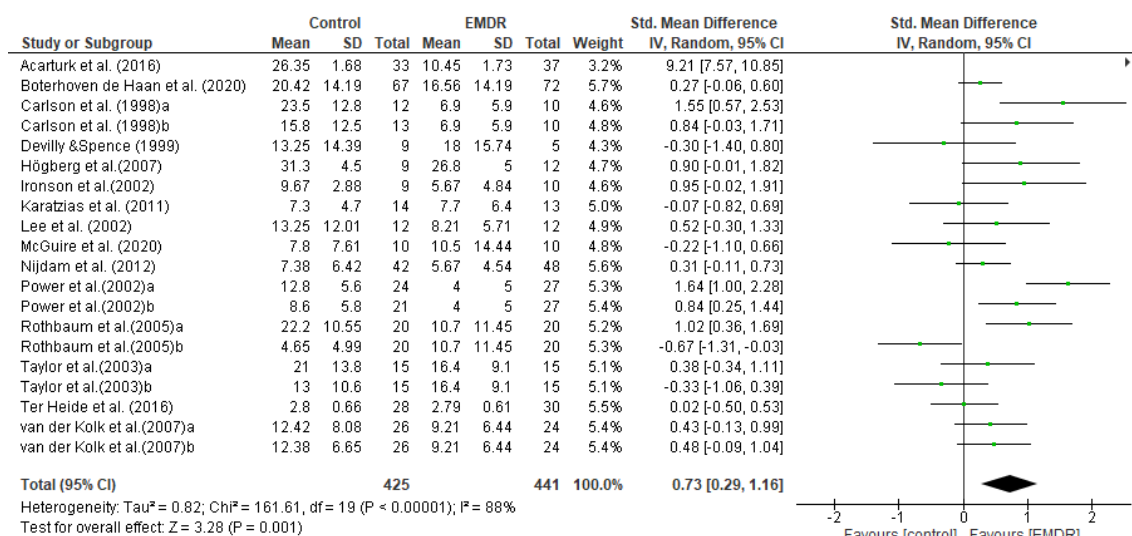 Control EMDR Std. Mean Difference Std. Mean Difference
Study or Subgroup Mean SD Total Mean SD Total Weight IV, Random, 95% CI IV, Random, 95% CI
Acarturk et al. (2016) 26.35 1.68 33 10.45 1.73 37 3.2% 9.21 [7.57, 10.85]
Boterhoven de Haan et al. (2020) 20.42 14.19 67 16.56 14.19 72 5.7% 0.27 [-0.06, 0.60]
Carlson et al. (1998)a 23.5 12.8 12 6.9 5.9 10 4.6% 1.55 [0.57, 2.53]
Carlson et al. (1998)b 15.8 12.5 13 6.9 5.9 10 4.8% 0.84 [-0.03, 1.71]
Devilly &Spence (1999) 13.25 14.39 9 18 15.74 5 4.3% -0.30 [-1.40, 0.80]
Högberg et al.(2007) 31.3 4.5 9 26.8 5 12 4.7% 0.90 [-0.01, 1.82]
Ironson et al.(2002) 9.67 2.88 9 5.67 4.84 10 4.6% 0.95 [-0.02, 1.91]
Karatzias et al. (2011) 7.3 4.7 14 7.7 6.4 13 5.0% -0.07 [-0.82, 0.69]
Lee et al. (2002) 13.25 12.01 12 8.21 5.71 12 4.9% 0.52 [-0.30, 1.33]
McGuire et al. (2020) 7.8 7.61 10 10.5 14.44 10 4.8% -0.22 [-1.10, 0.66]
Nijdam et al. (2012) 7.38 6.42 42 5.67 4.54 48 5.6% 0.31 [-0.11, 0.73]
Power et al.(2002)a 12.8 5.6 24 4 5 27 5.3% 1.64 [1.00, 2.28]
Power et al.(2002)b 8.6 5.8 21 4 5 27 5.4% 0.84 [0.25, 1.44]
Rothbaum et al.(2005)a 22.2 10.55 20 10.7 11.45 20 5.2% 1.02 [0.36, 1.69]
Rothbaum et al.(2005)b 4.65 4.99 20 10.7 11.45 20 5.3% -0.67 [-1.31, -0.03]
Taylor et al.(2003)a 21 13.8 15 16.4 9.1 15 5.1% 0.38 [-0.34, 1.11]
Taylor et al.(2003)b 13 10.6 15 16.4 9.1 15 5.1% -0.33 [-1.06, 0.39]
Ter Heide et al. (2016) 2.8 0.66 28 2.79 0.61 30 5.5% 0.02 [-0.50, 0.53]
van der Kolk et al.(2007)a 12.42 8.08 26 9.21 6.44 24 5.4% 0.43 [-0.13, 0.99]
van der Kolk et al.(2007)b 12.38 6.65 26 9.21 6.44 24 5.4% 0.48 [-0.09, 1.04]
Total (95% CI) 425 441 100.0% 0.73 [0.29, 1.16]
Heterogeneity: Tau² = 0.82; Chi² = 161.61, df = 19 (P < 0.00001); I² = 88%
Test for overall effect: Z = 3.28 (P = 0.001)
-2 -1 0 1 2
Favours [control] Favours [EMDR]